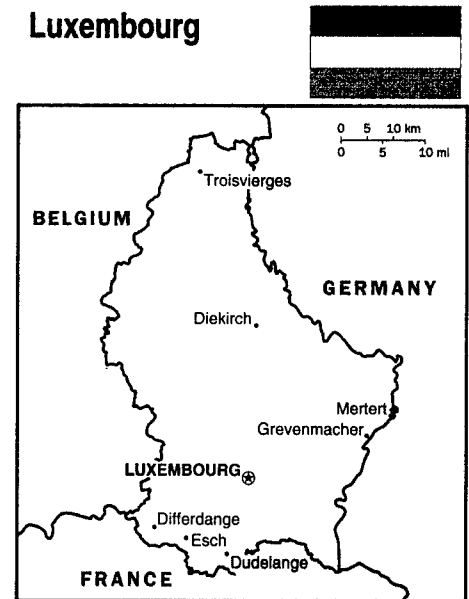 Luxembourg
0 5 10 km
0 5 10 mi
Troisvierges
BELGIUM
GERMANY
Diekirch
Mertert
Grevenmacher
LUXEMBOURG
Differdange
Esch
Dudelange
FRANCE